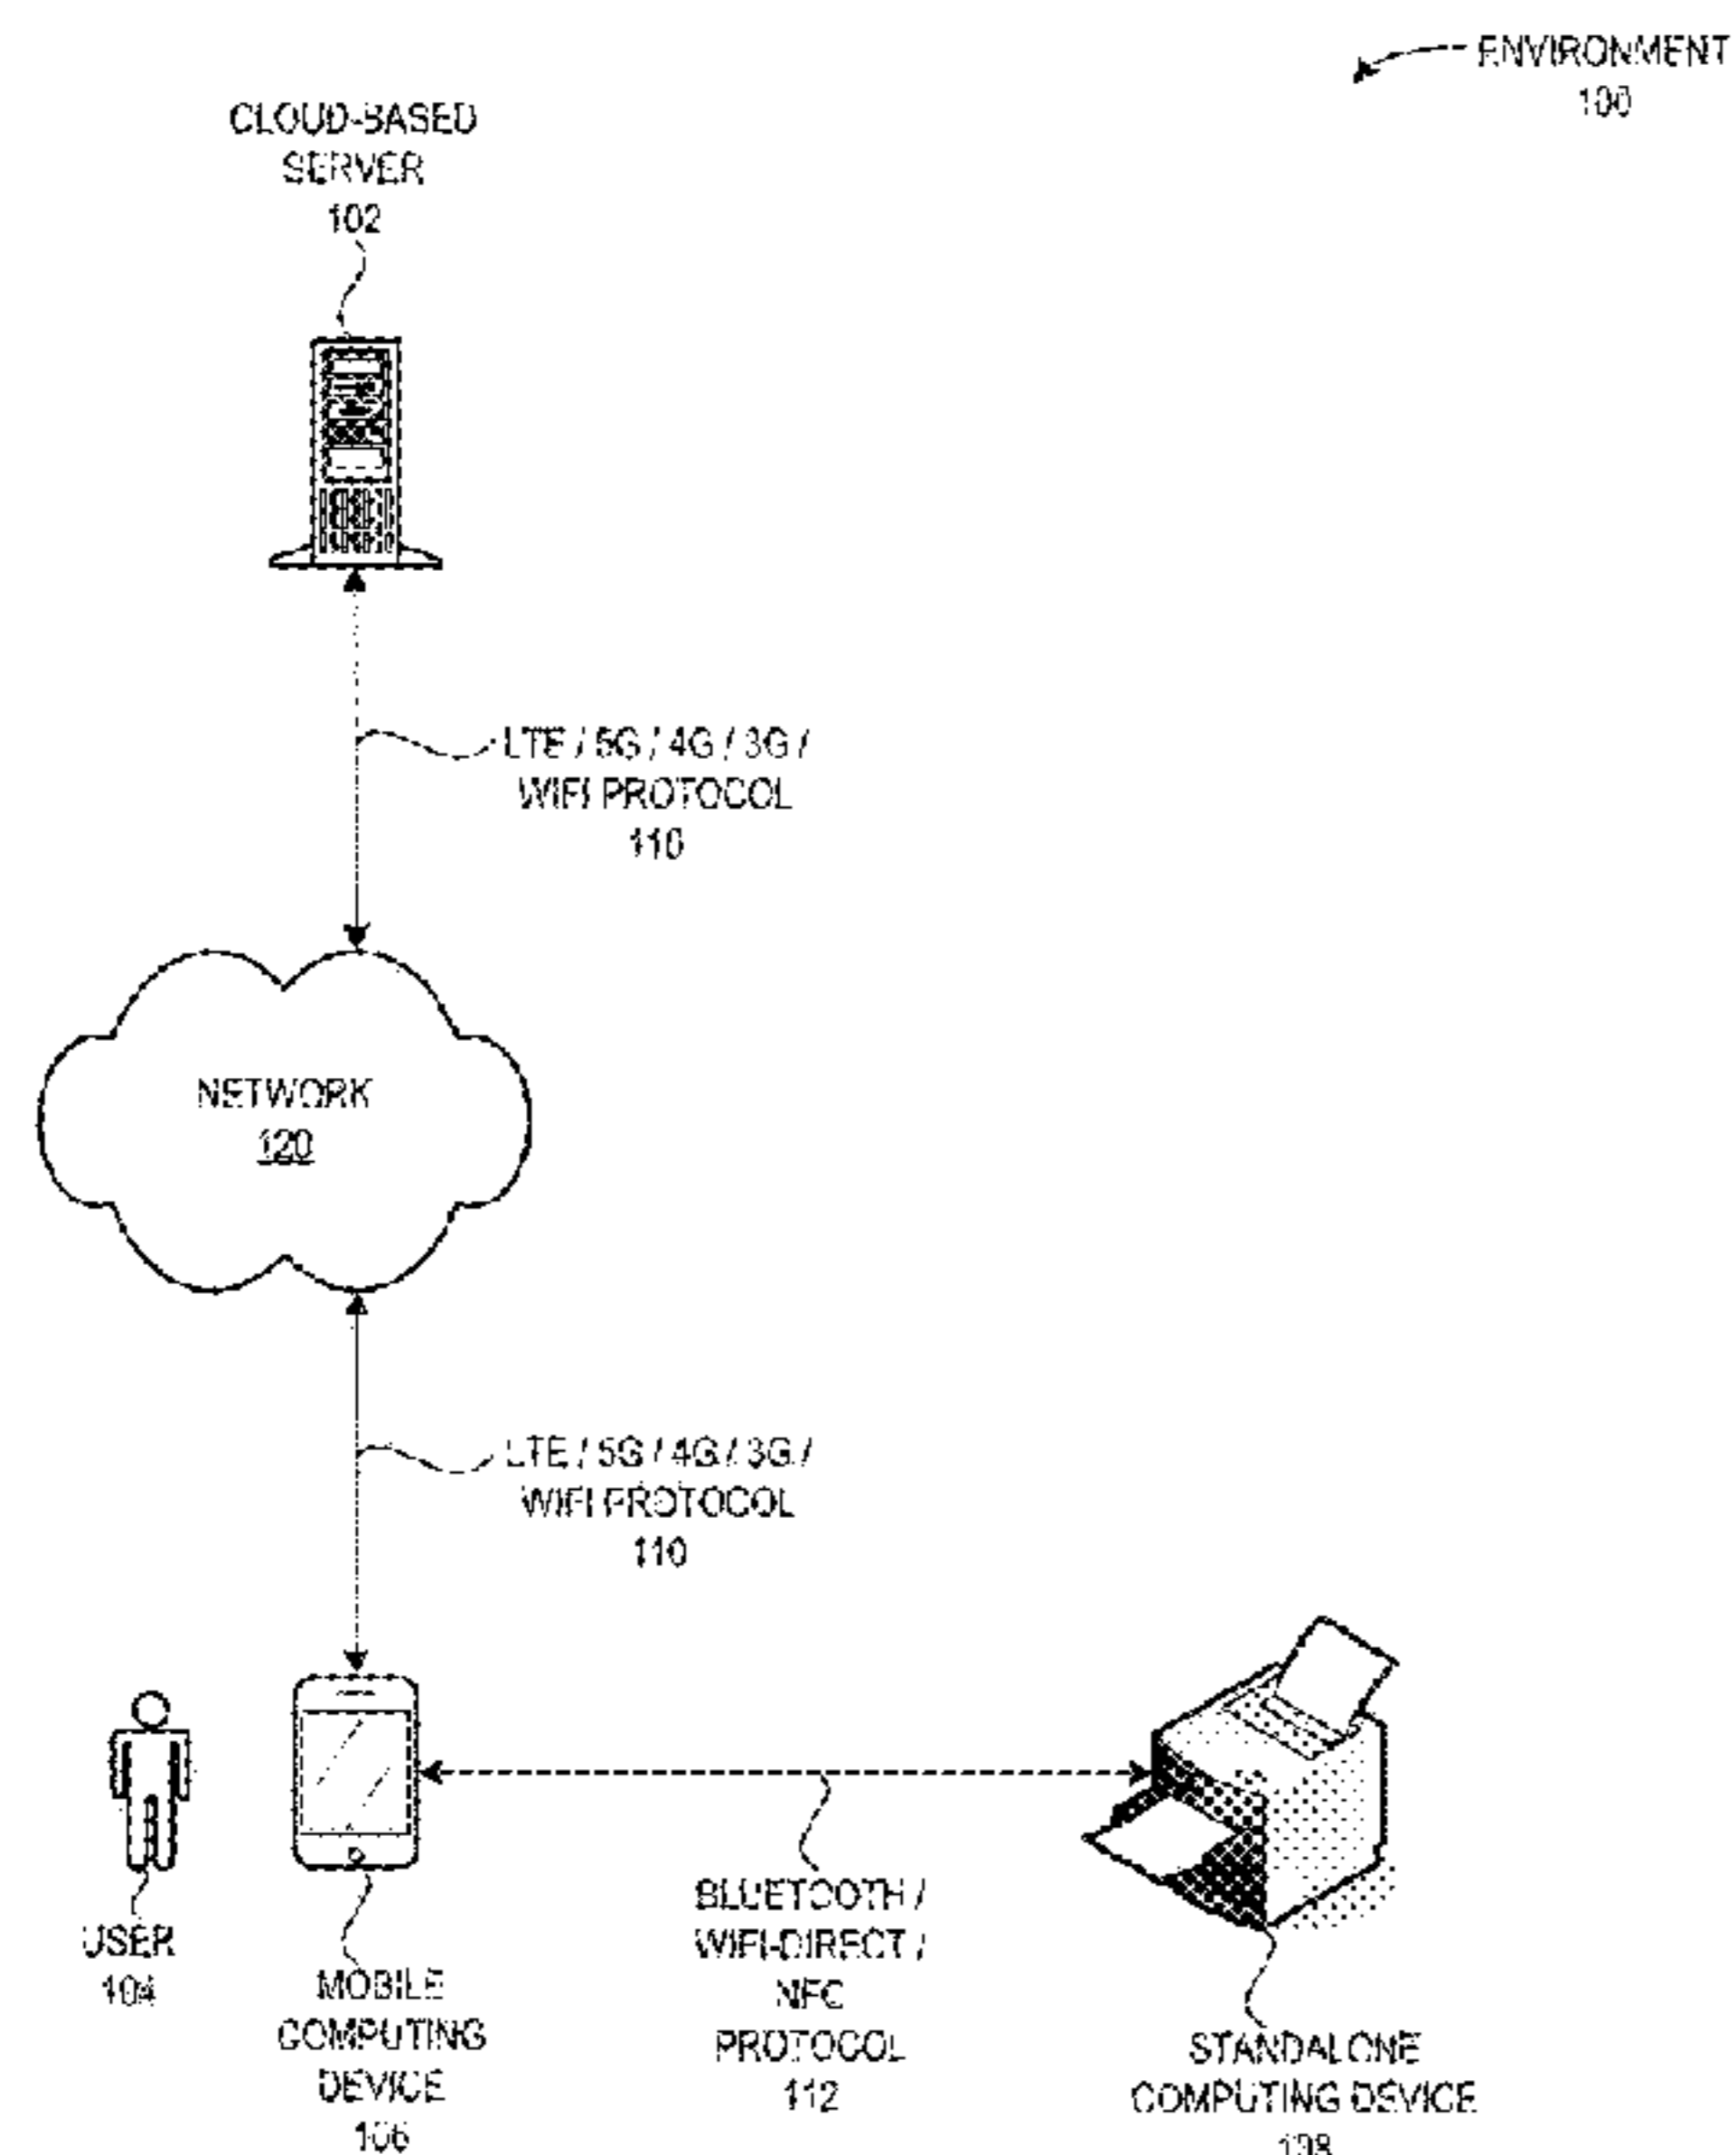 ENVIRONMENT
100
CLOUD-BASED
SERVER
102
LTE / 5G / 4G / 3G /
WIFI PROTOCOL
110
NETWORK
120
LTE / 5G / 4G / 3G /
WIFI PROTOCOL
110
USER
104
MOBILE
COMPUTING
DEVICE
106
BLUETOOTH /
WIFI-DIRECT /
NFC
PROTOCOL
112
STANDALONE
COMPUTING DEVICE
108